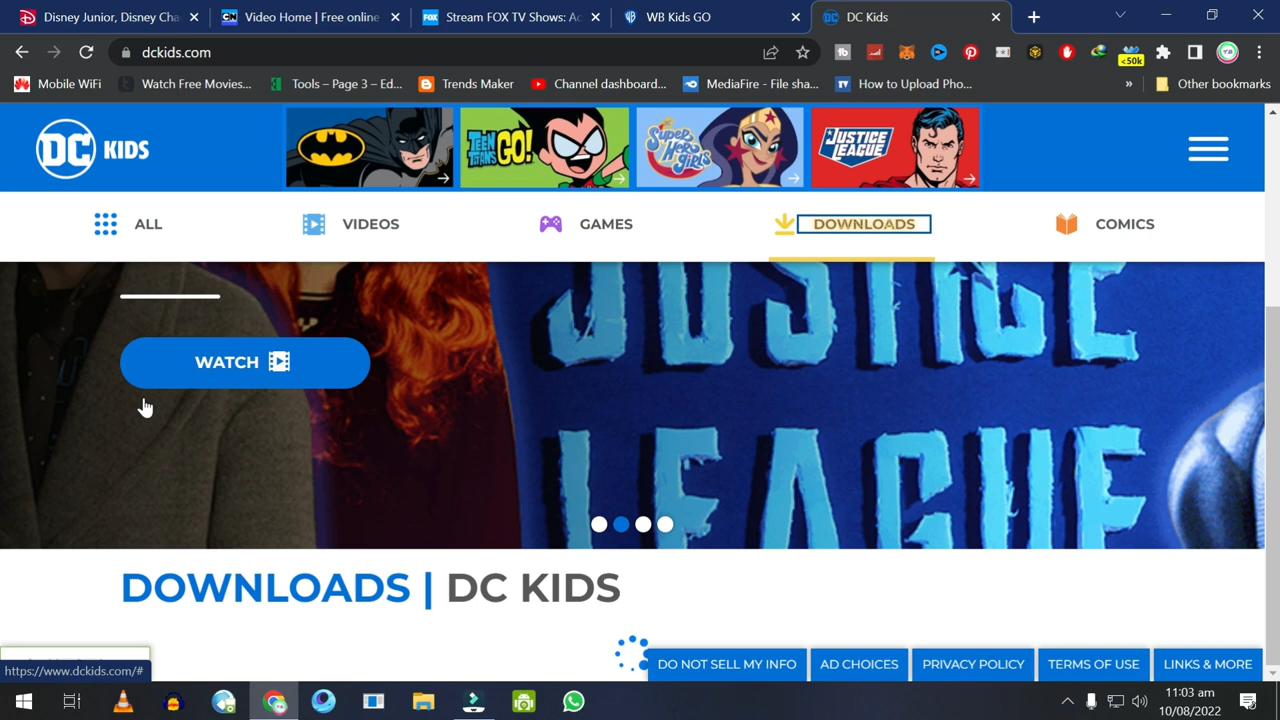 Disney Junior, Disney Cha
CN
Video Home | Free online
FOX
Stream FOX TV Shows: Ac
WB Kids GO
DC Kids
dckids.com
<50k
Mobile WiFi
Watch Free Movies...
Tools – Page 3 – Ed...
Trends Maker
Channel dashboard...
MediaFire - File sha...
How to Upload Pho...
»
Other bookmarks
DC KIDS
TEEN TITANS GO!
Super Hero Girls
JUSTICE LEAGUE
ALL
VIDEOS
GAMES
DOWNLOADS
COMICS
JUSTICE
LEAGUE
WATCH
DOWNLOADS | DC KIDS
DO NOT SELL MY INFO
AD CHOICES
PRIVACY POLICY
TERMS OF USE
LINKS & MORE
https://www.dckids.com/#
11:03 am
10/08/2022